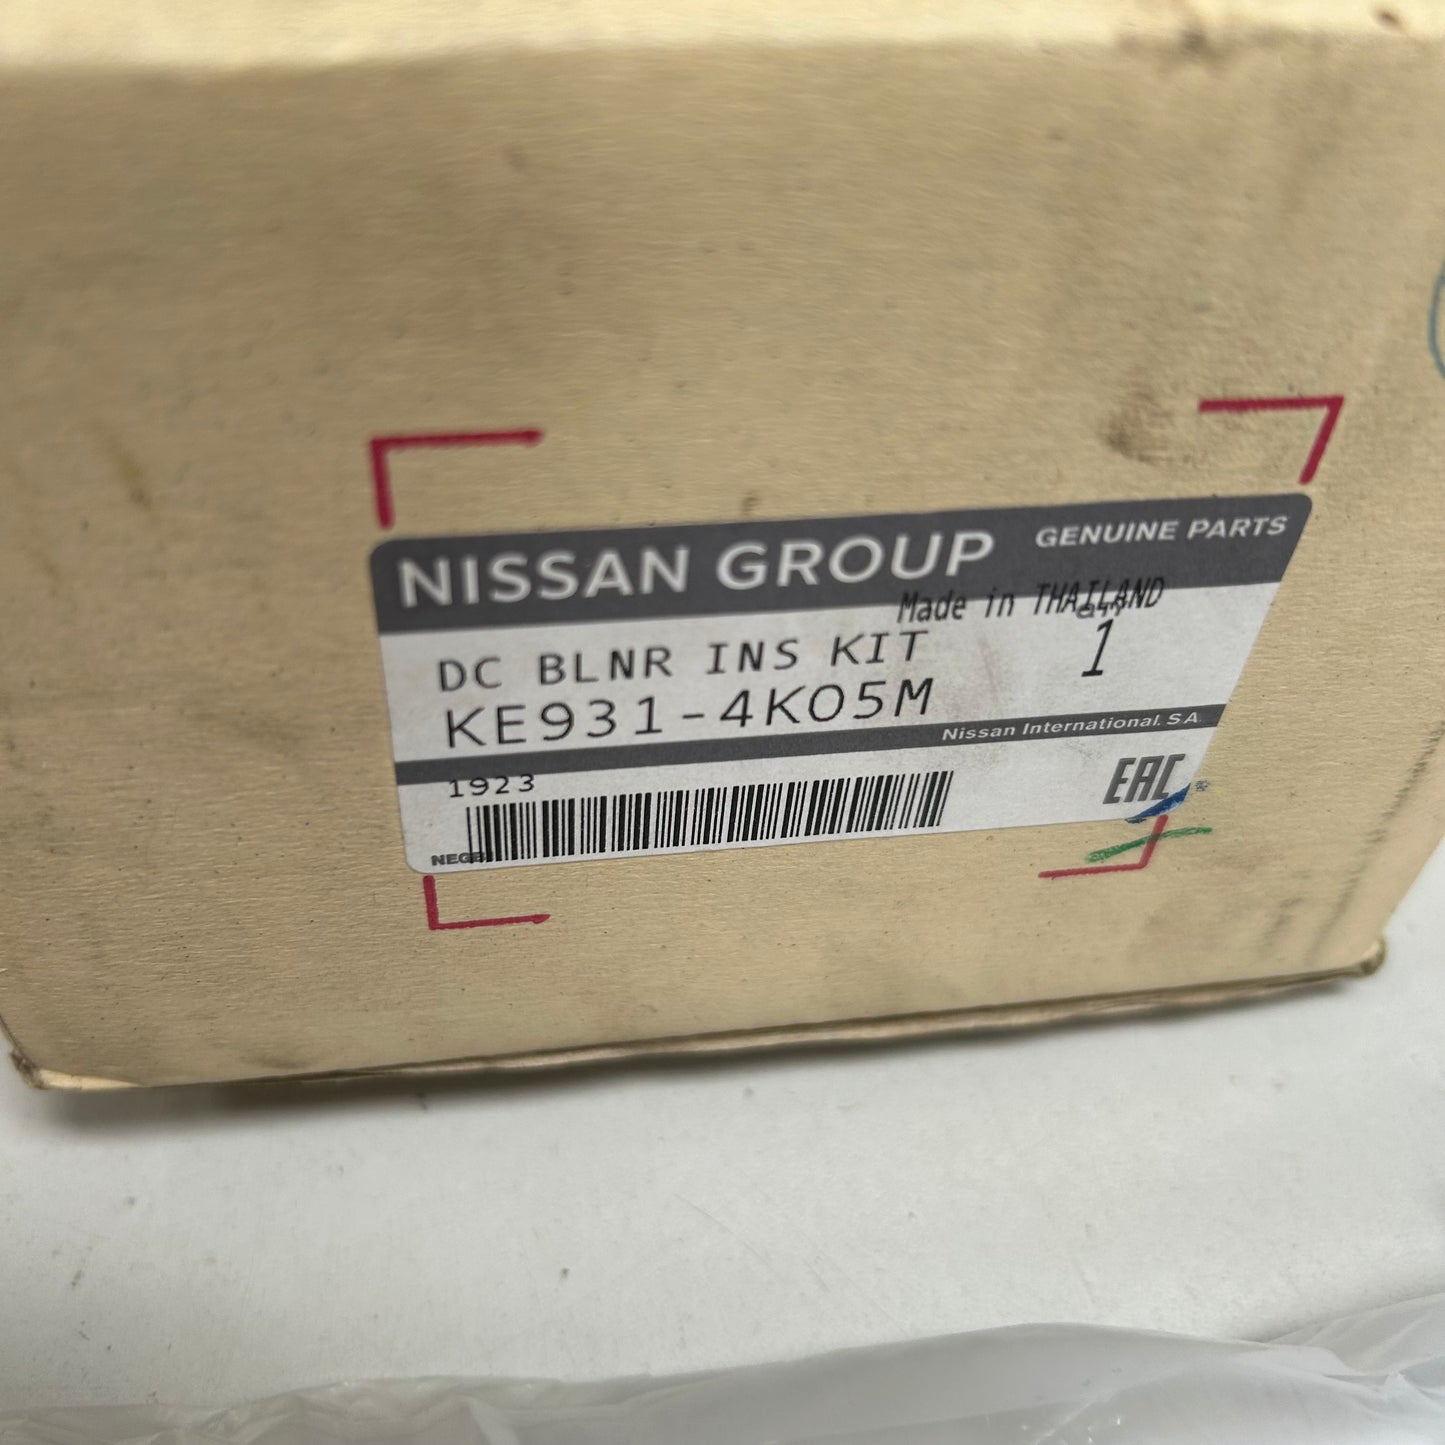 NISSAN GROUP GENUINE PARTS
Made in THAILAND
DC BLNR INS KIT 1
KE931-4K05M
Nissan International. S.A.
1923
EAC